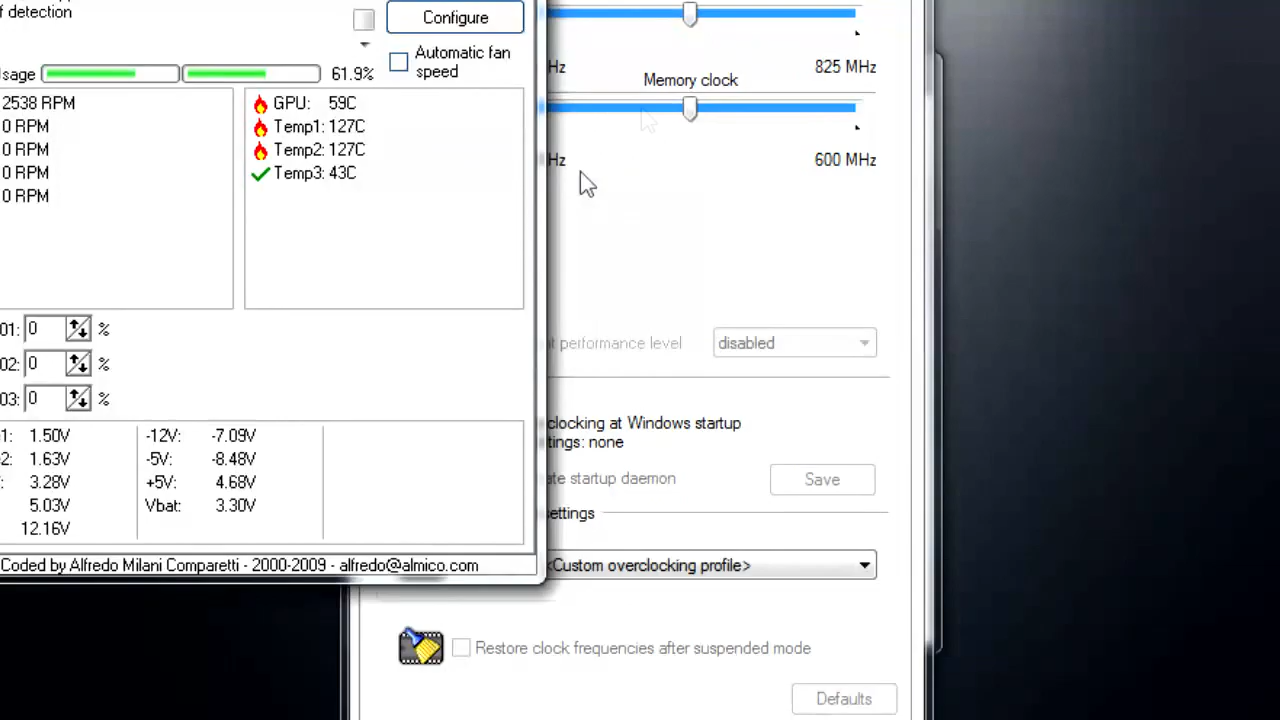 f detection
Configure
Automatic fan
speed
sage 61.9%
2538 RPM
0 RPM
0 RPM
0 RPM
0 RPM
GPU: 59C
Temp1: 127C
Temp2: 127C
Temp3: 43C
01: 0 %
02: 0 %
03: 0 %
1: 1.50V
2: 1.63V
: 3.28V
5.03V
12.16V
-12V: -7.09V
-5V: -8.48V
+5V: 4.68V
Vbat: 3.30V
Coded by Alfredo Milani Comparetti - 2000-2009 - alfredo@almico.com
Hz 825 MHz
Memory clock
Hz 600 MHz
t performance level disabled
clocking at Windows startup
tings: none
ate startup daemon Save
settings
<Custom overclocking profile>
Restore clock frequencies after suspended mode
Defaults